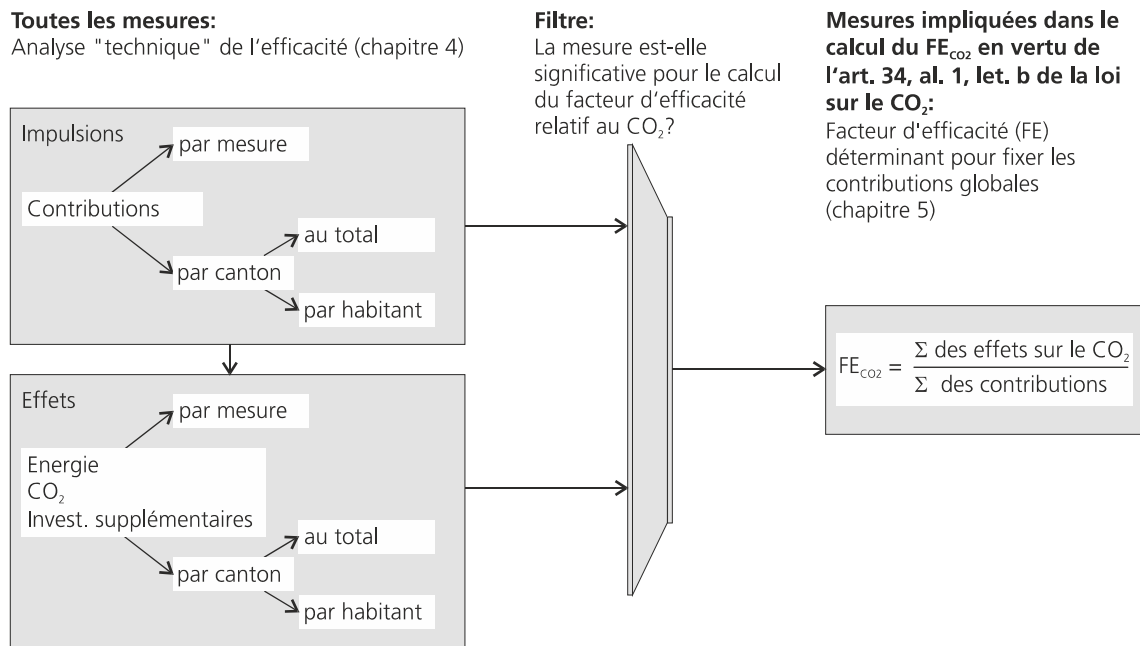 Toutes les mesures:
Analyse "technique" de l'efficacité (chapitre 4)
Filtre:
La mesure est-elle
significative pour le calcul
du facteur d'efficacité
relatif au CO₂?
Mesures impliquées dans le
calcul du FE_CO2 en vertu de
l'art. 34, al. 1, let. b de la loi
sur le CO₂:
Facteur d'efficacité (FE)
déterminant pour fixer les
contributions globales
(chapitre 5)
Impulsions
par mesure
Contributions
au total
par canton
par habitant
Effets
par mesure
Energie
CO₂
Invest. supplémentaires
au total
par canton
par habitant
FE_CO2 =
Σ des effets sur le CO₂
Σ des contributions